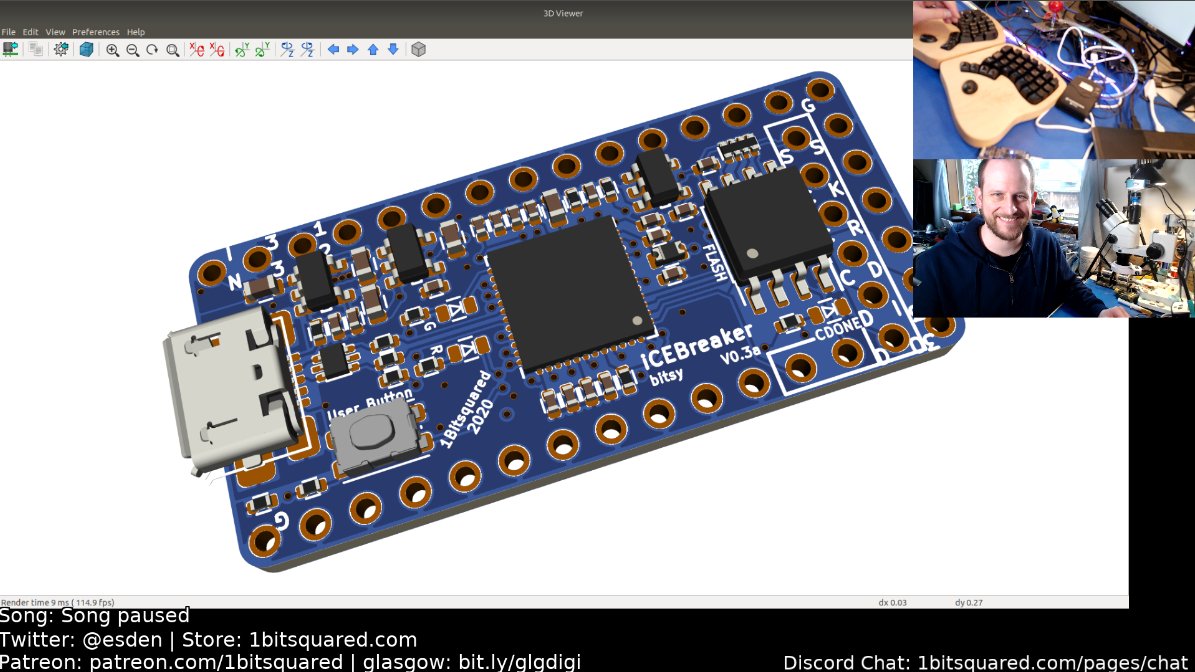 3D Viewer
File Edit View Preferences Help
G
S
S
K
R
C
D
D
D
I
3
1
N
3
2
FLASH
G
R
CDONE
iCEBreaker
V0.3a
bitsy
User Button
1Bitsquared
2020
G
Render time 9 ms ( 114.9 fps)
dx 0.03
dy 0.27
Song: Song paused
Twitter: @esden | Store: 1bitsquared.com
Patreon: patreon.com/1bitsquared | glasgow: bit.ly/glgdigi
Discord Chat: 1bitsquared.com/pages/chat